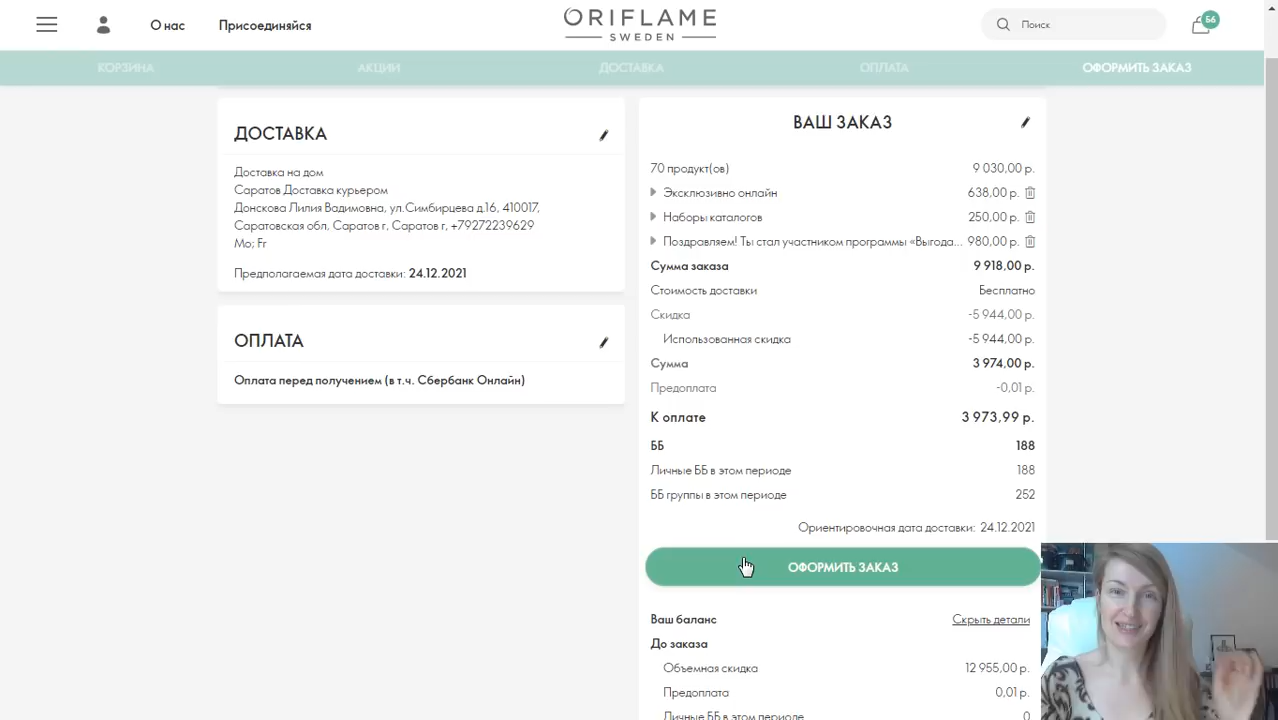 О нас
Присоединяйся
ORIFLAME
SWEDEN
Поиск
56
КОРЗИНА
АКЦИИ
ДОСТАВКА
ОПЛАТА
ОФОРМИТЬ ЗАКАЗ
ДОСТАВКА
Доставка на дом
Саратов Доставка курьером
Донскова Лилия Вадимовна, ул.Симбирцева д.16, 410017,
Саратовская обл, Саратов г, Саратов г, +79272239629
Mo; Fr
Предполагаемая дата доставки: 24.12.2021
ОПЛАТА
Оплата перед получением (в т.ч. Сбербанк Онлайн)
ВАШ ЗАКАЗ
70 продукт(ов) 9 030,00 р.
Эксклюзивно онлайн 638,00 р.
Наборы каталогов 250,00 р.
Поздравляем! Ты стал участником программы «Выгода... 980,00 р.
Сумма заказа 9 918,00 р.
Стоимость доставки Бесплатно
Скидка -5 944,00 р.
Использованная скидка -5 944,00 р.
Сумма 3 974,00 р.
Предоплата -0,01 р.
К оплате 3 973,99 р.
ББ 188
Личные ББ в этом периоде 188
ББ группы в этом периоде 252
Ориентировочная дата доставки: 24.12.2021
ОФОРМИТЬ ЗАКАЗ
Ваш баланс Скрыть детали
До заказа
Объемная скидка 12 955,00 р.
Предоплата 0,01 р.
Личные ББ в этом периоде 0